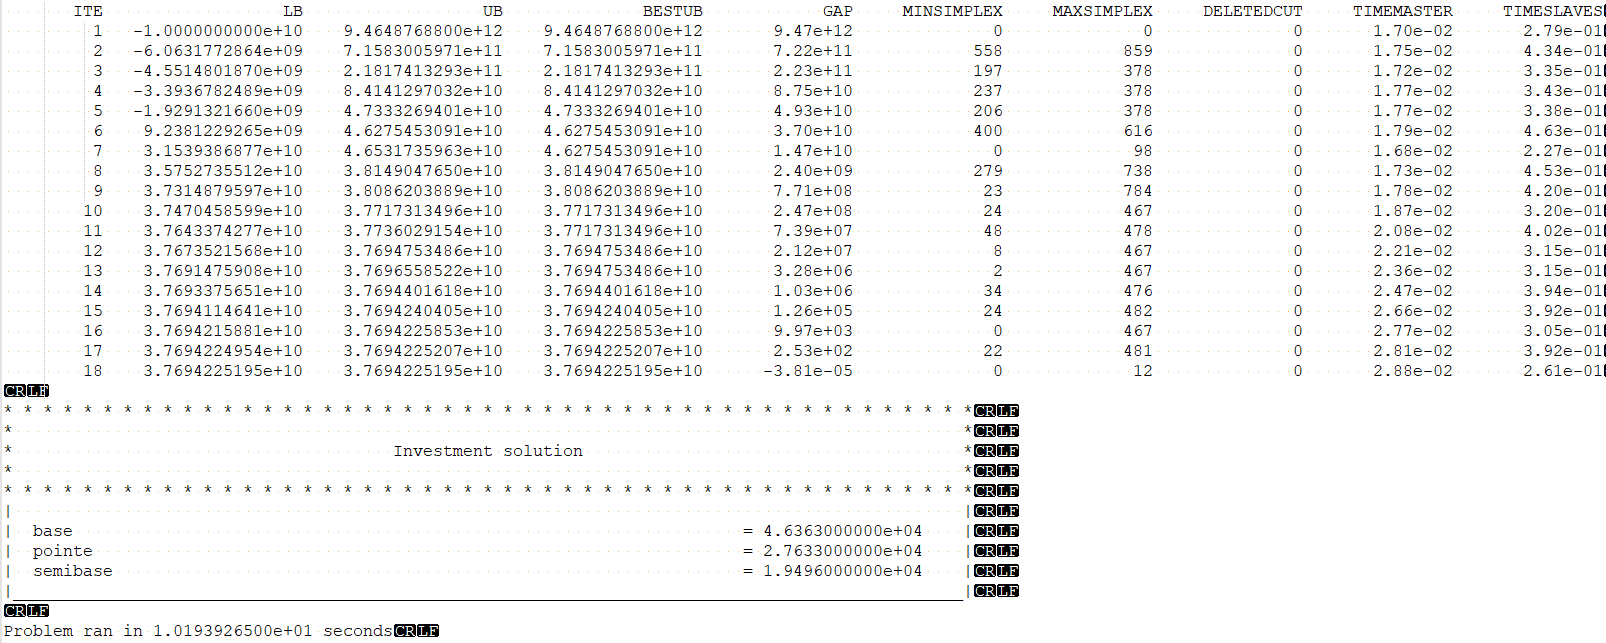 ITE LB UB BESTUB GAP MINSIMPLEX MAXSIMPLEX DELETEDCUT TIMEMASTER TIMESLAVES
1 -1.0000000000e+10 9.4648768800e+12 9.4648768800e+12 9.47e+12 0 0 0 1.70e-02 2.79e-01
2 -6.0631772864e+09 7.1583005971e+11 7.1583005971e+11 7.22e+11 558 859 0 1.75e-02 4.34e-01
3 -4.5514801870e+09 2.1817413293e+11 2.1817413293e+11 2.23e+11 197 378 0 1.72e-02 3.35e-01
4 -3.3936782489e+09 8.4141297032e+10 8.4141297032e+10 8.75e+10 237 378 0 1.77e-02 3.43e-01
5 -1.9291321660e+09 4.7333269401e+10 4.7333269401e+10 4.93e+10 206 378 0 1.77e-02 3.38e-01
6 9.2381229265e+09 4.6275453091e+10 4.6275453091e+10 3.70e+10 400 616 0 1.79e-02 4.63e-01
7 3.1539386877e+10 4.6531735963e+10 4.6275453091e+10 1.47e+10 0 98 0 1.68e-02 2.27e-01
8 3.5752735512e+10 3.8149047650e+10 3.8149047650e+10 2.40e+09 279 738 0 1.73e-02 4.53e-01
9 3.7314879597e+10 3.8086203889e+10 3.8086203889e+10 7.71e+08 23 784 0 1.78e-02 4.20e-01
10 3.7470458599e+10 3.7717313496e+10 3.7717313496e+10 2.47e+08 24 467 0 1.87e-02 3.20e-01
11 3.7643374277e+10 3.7736029154e+10 3.7717313496e+10 7.39e+07 48 478 0 2.08e-02 4.02e-01
12 3.7673521568e+10 3.7694753486e+10 3.7694753486e+10 2.12e+07 8 467 0 2.21e-02 3.15e-01
13 3.7691475908e+10 3.7696558522e+10 3.7694753486e+10 3.28e+06 2 467 0 2.36e-02 3.15e-01
14 3.7693375651e+10 3.7694401618e+10 3.7694401618e+10 1.03e+06 34 476 0 2.47e-02 3.94e-01
15 3.7694114641e+10 3.7694240405e+10 3.7694240405e+10 1.26e+05 24 482 0 2.66e-02 3.92e-01
16 3.7694215881e+10 3.7694225853e+10 3.7694225853e+10 9.97e+03 0 467 0 2.77e-02 3.05e-01
17 3.7694224954e+10 3.7694225207e+10 3.7694225207e+10 2.53e+02 22 481 0 2.81e-02 3.92e-01
18 3.7694225195e+10 3.7694225195e+10 3.7694225195e+10 -3.81e-05 0 12 0 2.88e-02 2.61e-01
CRLF
* * * * * * * * * * * * * * * * * * * * * * * * * * * * * * * * * * * * * * * * * * * * * * * * *CRLF
* *CRLF
* Investment solution *CRLF
* *CRLF
* * * * * * * * * * * * * * * * * * * * * * * * * * * * * * * * * * * * * * * * * * * * * * * * *CRLF
| |CRLF
| base = 4.6363000000e+04 |CRLF
| pointe = 2.7633000000e+04 |CRLF
| semibase = 1.9496000000e+04 |CRLF
|________________________________________________________________________________________________|CRLF
CRLF
Problem ran in 1.0193926500e+01 secondsCRLF